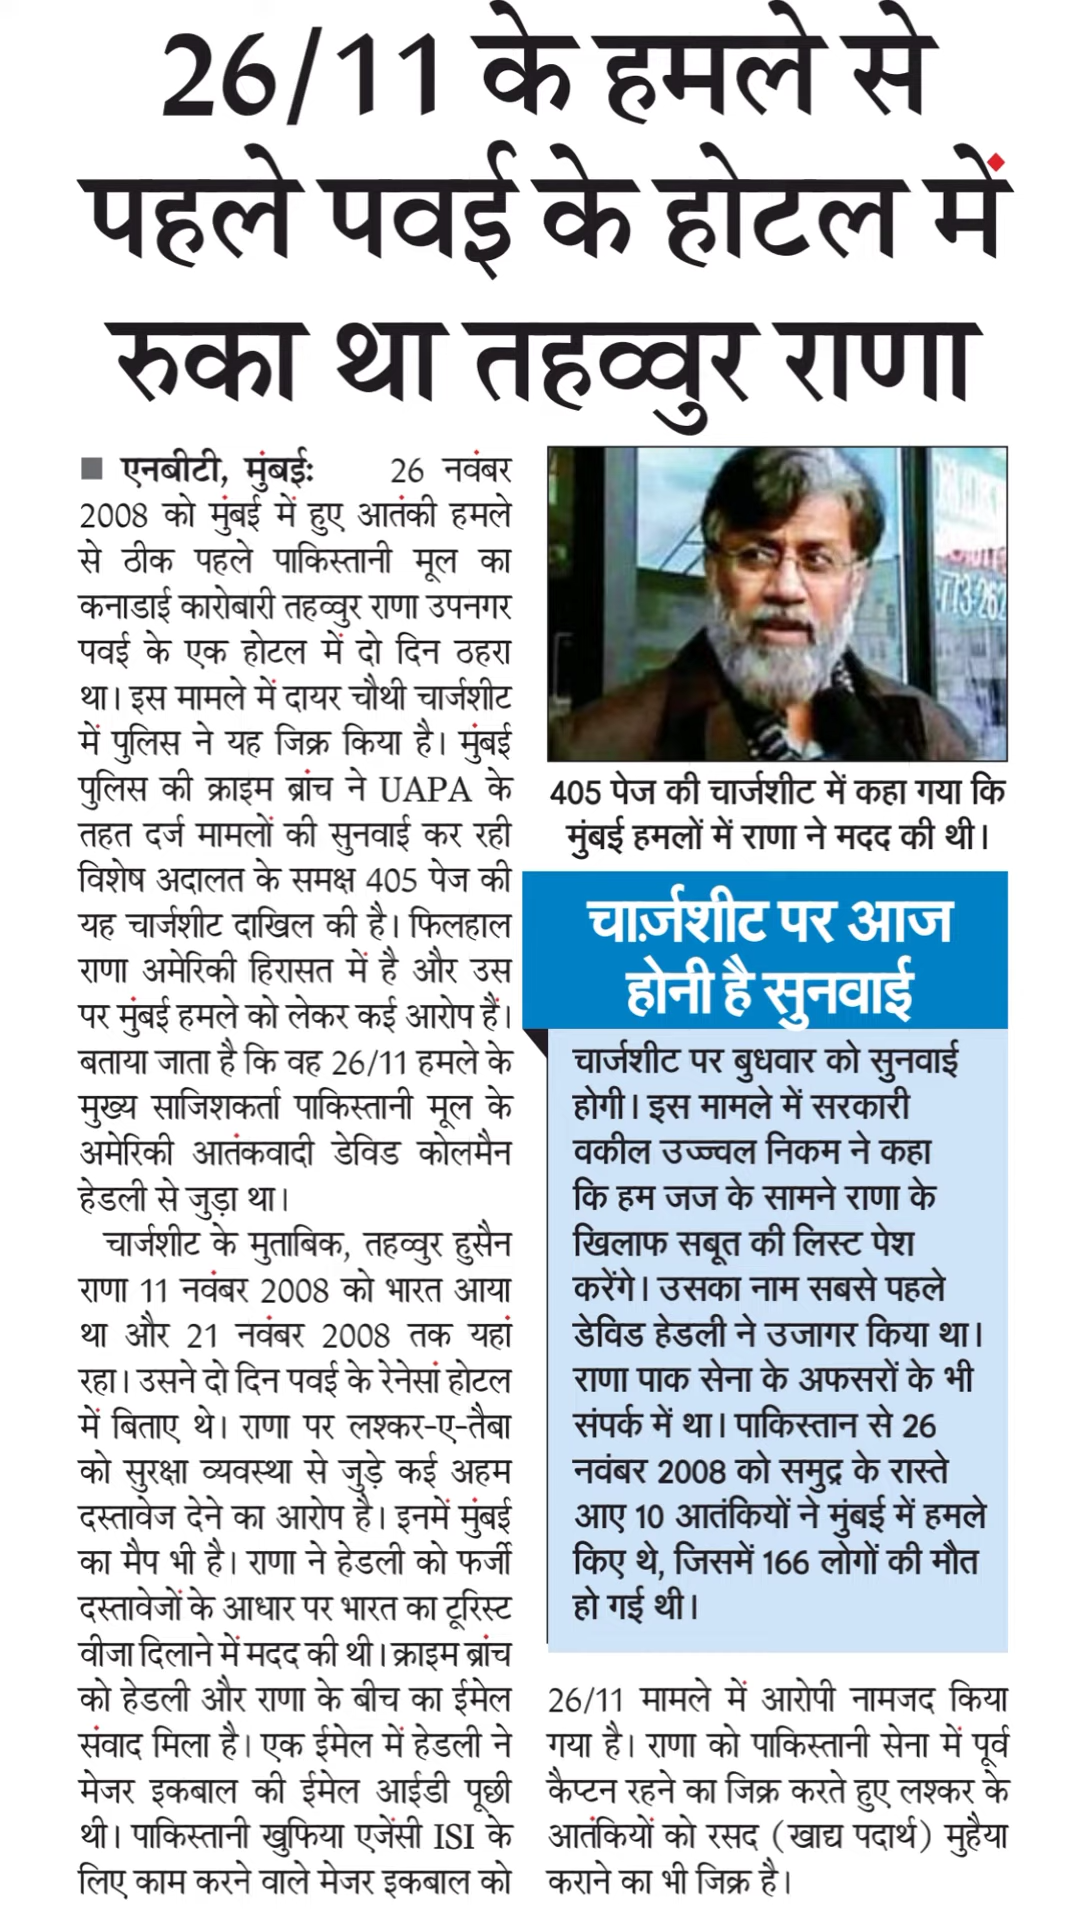 26/11 के हमले से
पहले पवई के होटल में
रुका था तहव्वुर राणा
■ एनबीटी, मुंबई: 26 नवंबर
2008 को मुंबई में हुए आतंकी हमले
से ठीक पहले पाकिस्तानी मूल का
कनाडाई कारोबारी तहव्वुर राणा उपनगर
पवई के एक होटल में दो दिन ठहरा
था। इस मामले में दायर चौथी चार्जशीट
में पुलिस ने यह जिक्र किया है। मुंबई
पुलिस की क्राइम ब्रांच ने UAPA के
तहत दर्ज मामलों की सुनवाई कर रही
विशेष अदालत के समक्ष 405 पेज की
यह चार्जशीट दाखिल की है। फिलहाल
राणा अमेरिकी हिरासत में है और उस
पर मुंबई हमले को लेकर कई आरोप हैं।
बताया जाता है कि वह 26/11 हमले के
मुख्य साजिशकर्ता पाकिस्तानी मूल के
अमेरिकी आतंकवादी डेविड कोलमैन
हेडली से जुड़ा था।
चार्जशीट के मुताबिक, तहव्वुर हुसैन
राणा 11 नवंबर 2008 को भारत आया
था और 21 नवंबर 2008 तक यहां
रहा। उसने दो दिन पवई के रेनेसां होटल
में बिताए थे। राणा पर लश्कर-ए-तैबा
को सुरक्षा व्यवस्था से जुड़े कई अहम
दस्तावेज देने का आरोप है। इनमें मुंबई
का मैप भी है। राणा ने हेडली को फर्जी
दस्तावेजों के आधार पर भारत का टूरिस्ट
वीजा दिलाने में मदद की थी। क्राइम ब्रांच
को हेडली और राणा के बीच का ईमेल
संवाद मिला है। एक ईमेल में हेडली ने
मेजर इकबाल की ईमेल आईडी पूछी
थी। पाकिस्तानी खुफिया एजेंसी ISI के
लिए काम करने वाले मेजर इकबाल को
773-262
405 पेज की चार्जशीट में कहा गया कि
मुंबई हमलों में राणा ने मदद की थी।
चार्ज़शीट पर आज
होनी है सुनवाई
चार्जशीट पर बुधवार को सुनवाई
होगी। इस मामले में सरकारी
वकील उज्ज्वल निकम ने कहा
कि हम जज के सामने राणा के
खिलाफ सबूत की लिस्ट पेश
करेंगे। उसका नाम सबसे पहले
डेविड हेडली ने उजागर किया था।
राणा पाक सेना के अफसरों के भी
संपर्क में था। पाकिस्तान से 26
नवंबर 2008 को समुद्र के रास्ते
आए 10 आतंकियों ने मुंबई में हमले
किए थे, जिसमें 166 लोगों की मौत
हो गई थी।
26/11 मामले में आरोपी नामजद किया
गया है। राणा को पाकिस्तानी सेना में पूर्व
कैप्टन रहने का जिक्र करते हुए लश्कर के
आतंकियों को रसद (खाद्य पदार्थ) मुहैया
कराने का भी जिक्र है।